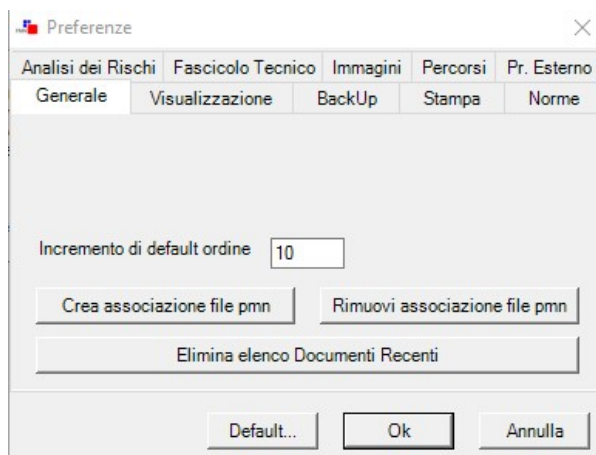 Preferenze
Analisi dei Rischi Fascicolo Tecnico Immagini Percorsi Pr. Esterno
Generale Visualizzazione BackUp Stampa Norme
Incremento di default ordine 10
Crea associazione file pmn Rimuovi associazione file pmn
Elimina elenco Documenti Recenti
Default... Ok Annulla